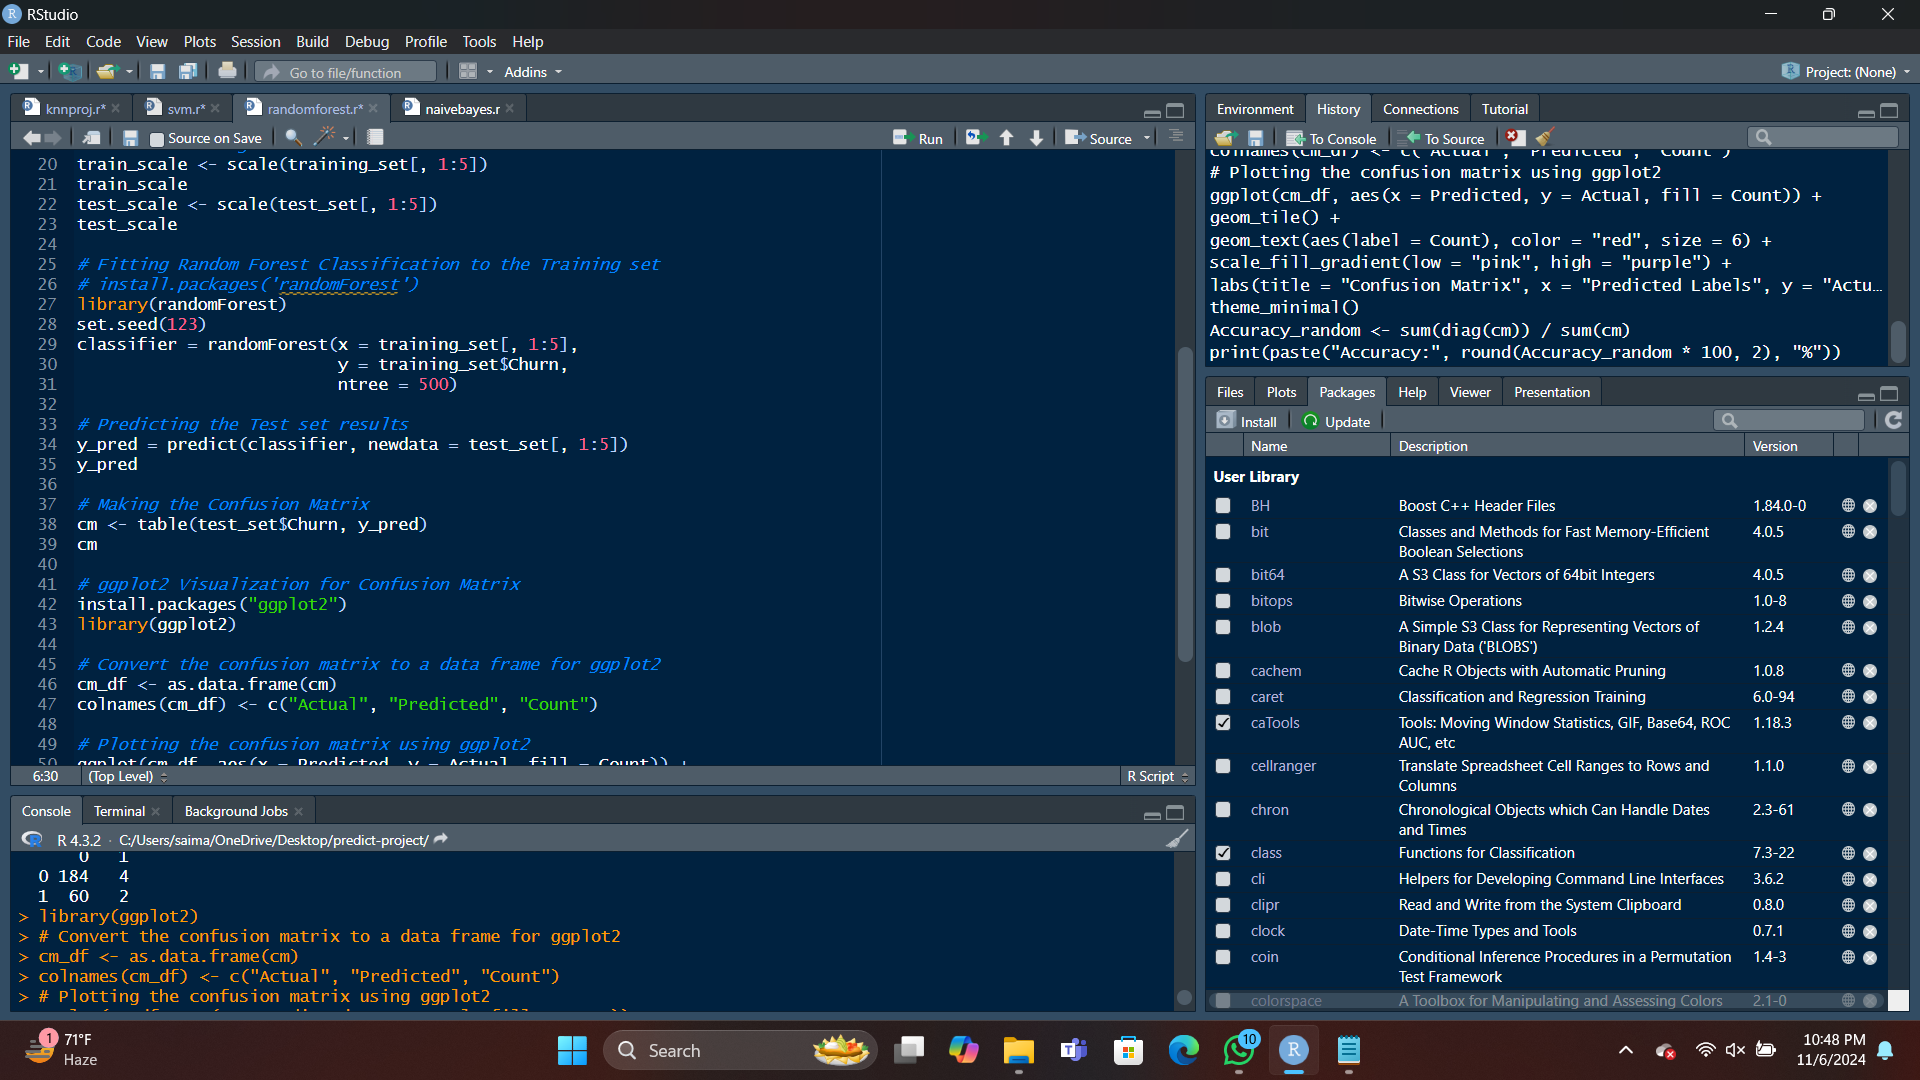 RStudio
File Edit Code View Plots Session Build Debug Profile Tools Help
Go to file/function Addins Project: (None)
knnproj.r* svm.r* randomforest.r* naivebayes.r
Source on Save Run Source
20 train_scale <- scale(training_set[, 1:5])
21 train_scale
22 test_scale <- scale(test_set[, 1:5])
23 test_scale
24
25 # Fitting Random Forest Classification to the Training set
26 # install.packages('randomForest')
27 library(randomForest)
28 set.seed(123)
29 classifier = randomForest(x = training_set[, 1:5],
30 y = training_set$Churn,
31 ntree = 500)
32
33 # Predicting the Test set results
34 y_pred = predict(classifier, newdata = test_set[, 1:5])
35 y_pred
36
37 # Making the Confusion Matrix
38 cm <- table(test_set$Churn, y_pred)
39 cm
40
41 # ggplot2 Visualization for Confusion Matrix
42 install.packages("ggplot2")
43 library(ggplot2)
44
45 # Convert the confusion matrix to a data frame for ggplot2
46 cm_df <- as.data.frame(cm)
47 colnames(cm_df) <- c("Actual", "Predicted", "Count")
48
49 # Plotting the confusion matrix using ggplot2
50 ggplot(cm_df, aes(x = Predicted, y = Actual, fill = Count)) +
6:30 (Top Level) R Script
Console Terminal Background Jobs
R 4.3.2 · C:/Users/saima/OneDrive/Desktop/predict-project/
0 1
0 184 4
1 60 2
> library(ggplot2)
> # Convert the confusion matrix to a data frame for ggplot2
> cm_df <- as.data.frame(cm)
> colnames(cm_df) <- c("Actual", "Predicted", "Count")
> # Plotting the confusion matrix using ggplot2
Environment History Connections Tutorial
To Console To Source
colnames(cm_df) <- c("Actual", "Predicted", "Count")
# Plotting the confusion matrix using ggplot2
ggplot(cm_df, aes(x = Predicted, y = Actual, fill = Count)) +
geom_tile() +
geom_text(aes(label = Count), color = "red", size = 6) +
scale_fill_gradient(low = "pink", high = "purple") +
labs(title = "Confusion Matrix", x = "Predicted Labels", y = "Actu...
theme_minimal()
Accuracy_random <- sum(diag(cm)) / sum(cm)
print(paste("Accuracy:", round(Accuracy_random * 100, 2), "%"))
Files Plots Packages Help Viewer Presentation
Install Update
Name Description Version
User Library
BH Boost C++ Header Files 1.84.0-0
bit Classes and Methods for Fast Memory-Efficient 4.0.5
Boolean Selections
bit64 A S3 Class for Vectors of 64bit Integers 4.0.5
bitops Bitwise Operations 1.0-8
blob A Simple S3 Class for Representing Vectors of 1.2.4
Binary Data ('BLOBS')
cachem Cache R Objects with Automatic Pruning 1.0.8
caret Classification and Regression Training 6.0-94
caTools Tools: Moving Window Statistics, GIF, Base64, ROC 1.18.3
AUC, etc
cellranger Translate Spreadsheet Cell Ranges to Rows and 1.1.0
Columns
chron Chronological Objects which Can Handle Dates 2.3-61
and Times
class Functions for Classification 7.3-22
cli Helpers for Developing Command Line Interfaces 3.6.2
clipr Read and Write from the System Clipboard 0.8.0
clock Date-Time Types and Tools 0.7.1
coin Conditional Inference Procedures in a Permutation 1.4-3
Test Framework
colorspace A Toolbox for Manipulating and Assessing Colors 2.1-0
1 71°F
Haze
Search
10
10:48 PM
11/6/2024